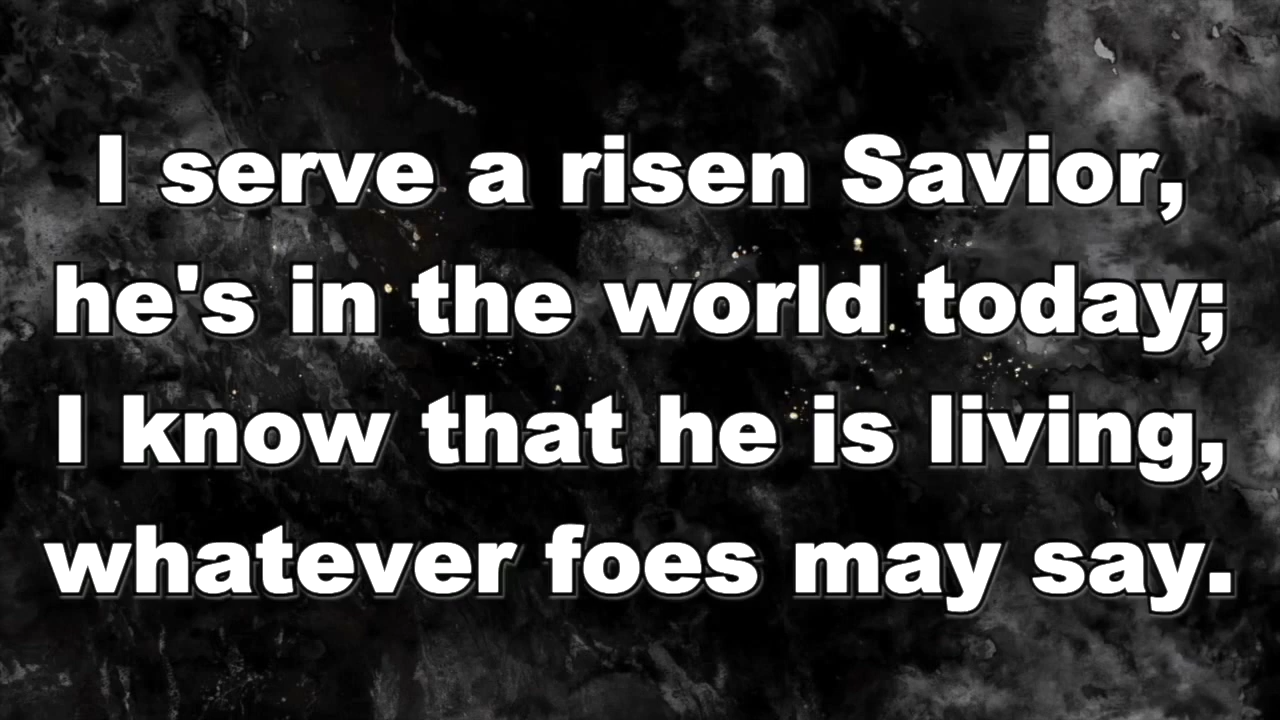 I serve a risen Savior,
he's in the world today;
I know that he is living,
whatever foes may say.